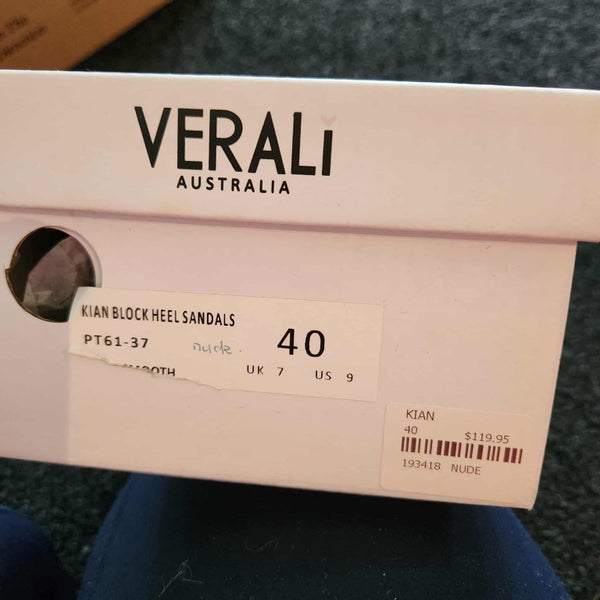 VERALi
AUSTRALIA
KIAN BLOCK HEEL SANDALS
PT61-37 nude 40
UK 7 US 9
KIAN
40 $119.95
193418 NUDE